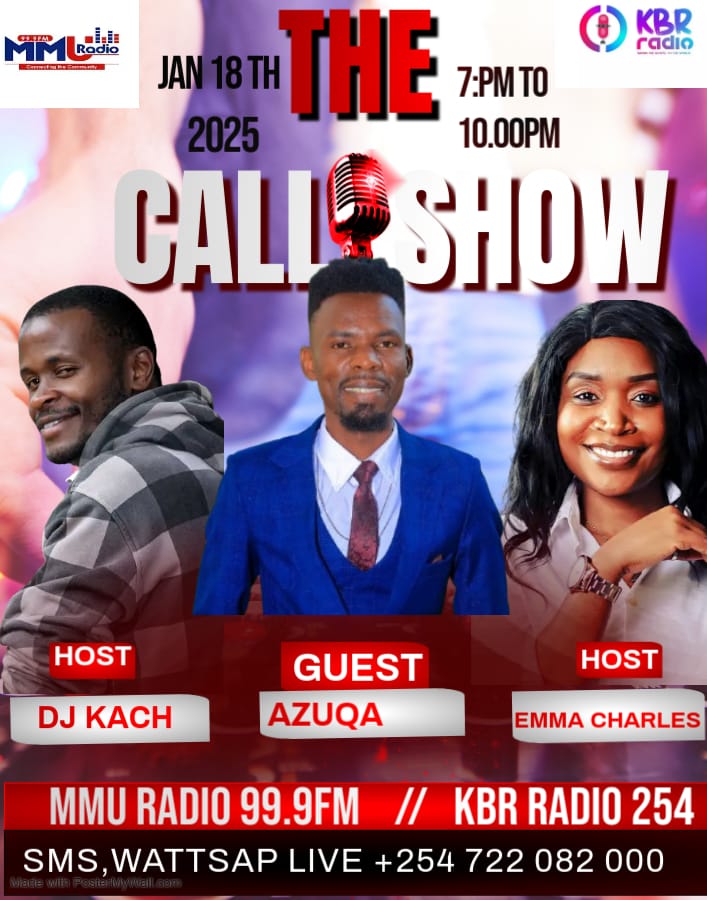 99.9FM
MMU Radio
Connecting the Community
KBR
radio
THE
JAN 18 TH
2025
7:PM TO
10.00PM
CALL SHOW
HOST
DJ KACH
GUEST
AZUQA
HOST
EMMA CHARLES
MMU RADIO 99.9FM // KBR RADIO 254
SMS,WATTSAP LIVE +254 722 082 000
Made with PosterMyWall.com